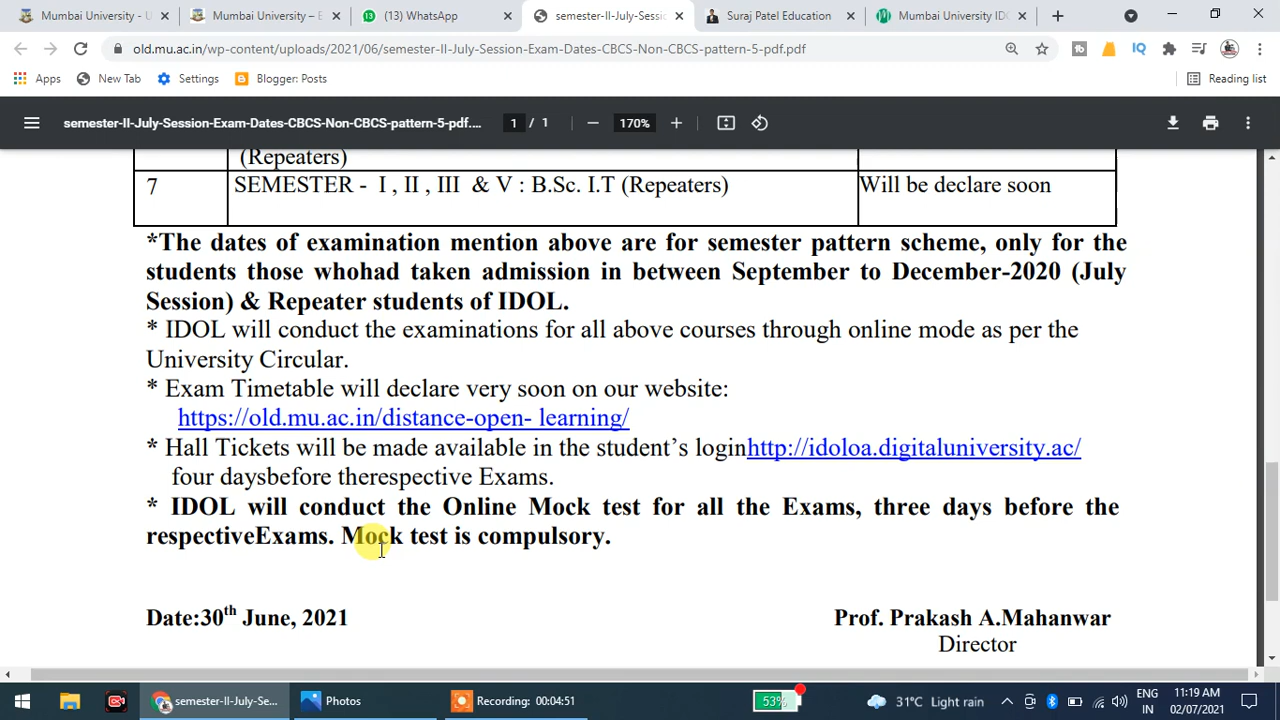 Mumbai University - U
Mumbai University – E
(13) WhatsApp
semester-II-July-Sessio
Suraj Patel Education
Mumbai University IDO
old.mu.ac.in/wp-content/uploads/2021/06/semester-II-July-Session-Exam-Dates-CBCS-Non-CBCS-pattern-5-pdf.pdf
IQ
Apps
New Tab
Settings
Blogger: Posts
Reading list
semester-II-July-Session-Exam-Dates-CBCS-Non-CBCS-pattern-5-pdf....
1 / 1
170%
(Repeaters)
7 SEMESTER - I , II , III & V : B.Sc. I.T (Repeaters) Will be declare soon
*The dates of examination mention above are for semester pattern scheme, only for the
students those whohad taken admission in between September to December-2020 (July
Session) & Repeater students of IDOL.
* IDOL will conduct the examinations for all above courses through online mode as per the
University Circular.
* Exam Timetable will declare very soon on our website:
https://old.mu.ac.in/distance-open- learning/
* Hall Tickets will be made available in the student's loginhttp://idoloa.digitaluniversity.ac/
four daysbefore therespective Exams.
* IDOL will conduct the Online Mock test for all the Exams, three days before the
respectiveExams. Mock test is compulsory.
Date:30th June, 2021
Prof. Prakash A.Mahanwar
Director
semester-II-July-Se...
Photos
Recording: 00:04:51
53%
31°C Light rain
ENG
IN
11:19 AM
02/07/2021